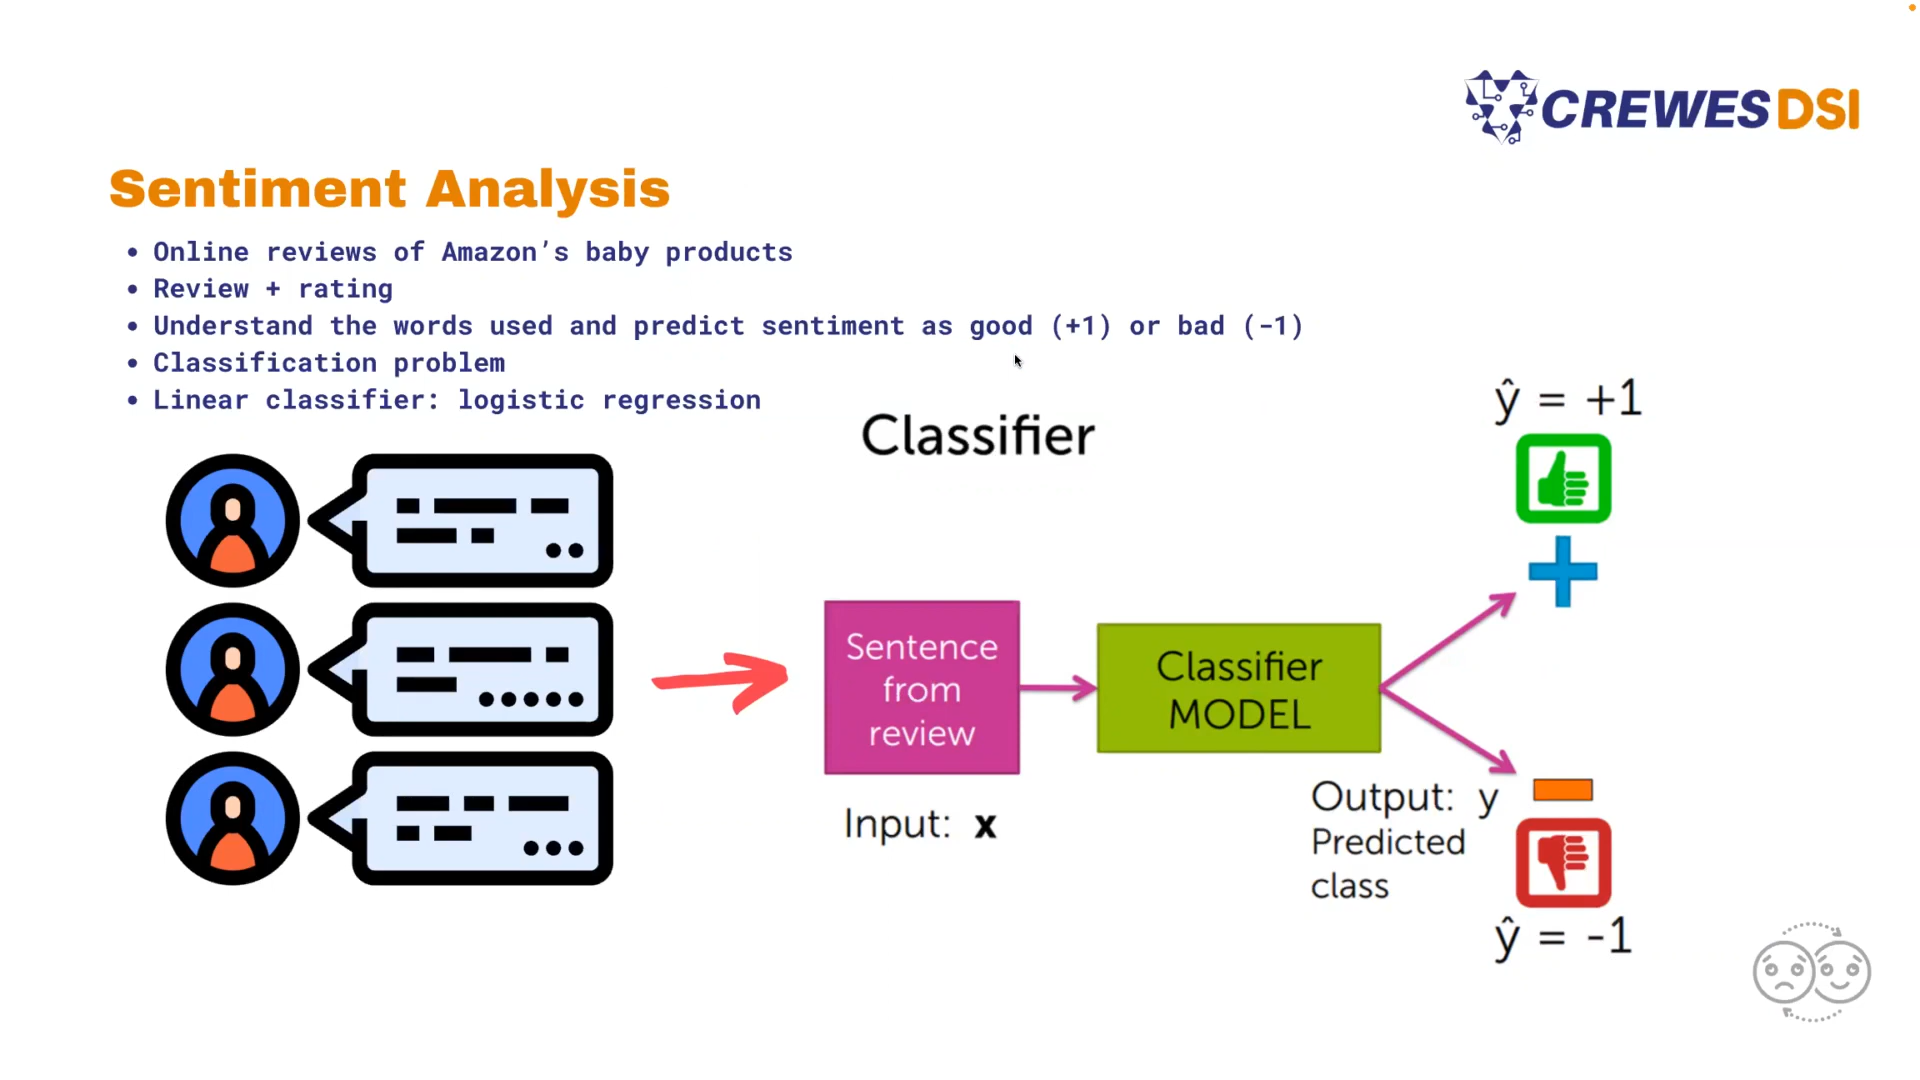 CREWES DSI
Sentiment Analysis
• Online reviews of Amazon’s baby products
• Review + rating
• Understand the words used and predict sentiment as good (+1) or bad (-1)
• Classification problem
• Linear classifier: logistic regression
Classifier
ŷ = +1
Sentence
from
review
Classifier
MODEL
Input: x
Output: y
Predicted
class
ŷ = -1